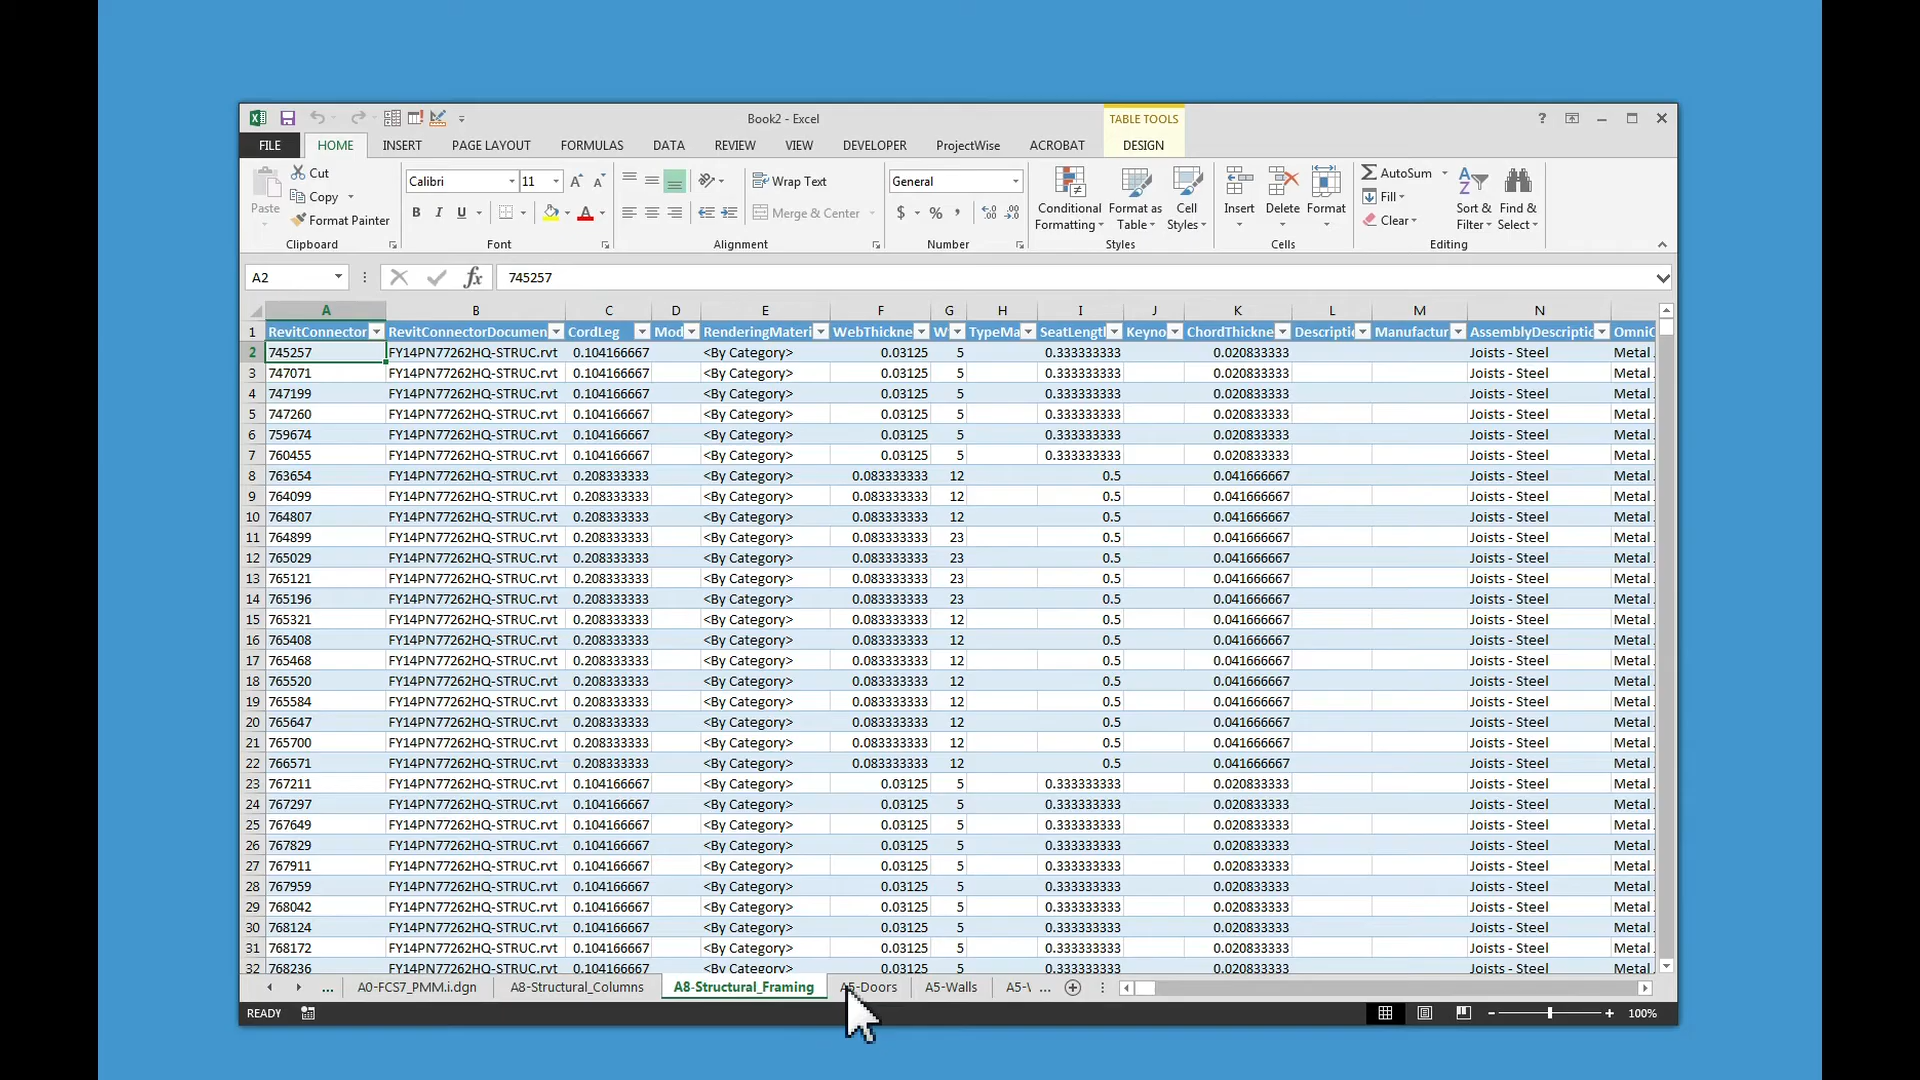 Book2 - Excel
TABLE TOOLS
?
FILE HOME INSERT PAGE LAYOUT FORMULAS DATA REVIEW VIEW DEVELOPER ProjectWise ACROBAT DESIGN
Paste
Cut
Copy
Format Painter
Clipboard
Calibri 11
B I U
Font
Wrap Text
Merge & Center
Alignment
General
$ % ,
Number
Conditional Formatting
Format as Table
Cell Styles
Styles
Insert Delete Format
Cells
AutoSum
Fill
Clear
Sort & Filter
Find & Select
Editing
A2 fx 745257
A B C D E F G H I J K L M N
1 RevitConnector RevitConnectorDocumen CordLeg Mod RenderingMateri WebThickne W TypeMa SeatLength Keyno ChordThickne Descriptio Manufactur AssemblyDescriptio OmniC
2 745257 FY14PN77262HQ-STRUC.rvt 0.104166667 <By Category> 0.03125 5 0.333333333 0.020833333 Joists - Steel Metal
3 747071 FY14PN77262HQ-STRUC.rvt 0.104166667 <By Category> 0.03125 5 0.333333333 0.020833333 Joists - Steel Metal
4 747199 FY14PN77262HQ-STRUC.rvt 0.104166667 <By Category> 0.03125 5 0.333333333 0.020833333 Joists - Steel Metal
5 747260 FY14PN77262HQ-STRUC.rvt 0.104166667 <By Category> 0.03125 5 0.333333333 0.020833333 Joists - Steel Metal
6 759674 FY14PN77262HQ-STRUC.rvt 0.104166667 <By Category> 0.03125 5 0.333333333 0.020833333 Joists - Steel Metal
7 760455 FY14PN77262HQ-STRUC.rvt 0.104166667 <By Category> 0.03125 5 0.333333333 0.020833333 Joists - Steel Metal
8 763654 FY14PN77262HQ-STRUC.rvt 0.208333333 <By Category> 0.083333333 12 0.5 0.041666667 Joists - Steel Metal
9 764099 FY14PN77262HQ-STRUC.rvt 0.208333333 <By Category> 0.083333333 12 0.5 0.041666667 Joists - Steel Metal
10 764807 FY14PN77262HQ-STRUC.rvt 0.208333333 <By Category> 0.083333333 12 0.5 0.041666667 Joists - Steel Metal
11 764899 FY14PN77262HQ-STRUC.rvt 0.208333333 <By Category> 0.083333333 23 0.5 0.041666667 Joists - Steel Metal
12 765029 FY14PN77262HQ-STRUC.rvt 0.208333333 <By Category> 0.083333333 23 0.5 0.041666667 Joists - Steel Metal
13 765121 FY14PN77262HQ-STRUC.rvt 0.208333333 <By Category> 0.083333333 23 0.5 0.041666667 Joists - Steel Metal
14 765196 FY14PN77262HQ-STRUC.rvt 0.208333333 <By Category> 0.083333333 23 0.5 0.041666667 Joists - Steel Metal
15 765321 FY14PN77262HQ-STRUC.rvt 0.208333333 <By Category> 0.083333333 12 0.5 0.041666667 Joists - Steel Metal
16 765408 FY14PN77262HQ-STRUC.rvt 0.208333333 <By Category> 0.083333333 12 0.5 0.041666667 Joists - Steel Metal
17 765468 FY14PN77262HQ-STRUC.rvt 0.208333333 <By Category> 0.083333333 12 0.5 0.041666667 Joists - Steel Metal
18 765520 FY14PN77262HQ-STRUC.rvt 0.208333333 <By Category> 0.083333333 12 0.5 0.041666667 Joists - Steel Metal
19 765584 FY14PN77262HQ-STRUC.rvt 0.208333333 <By Category> 0.083333333 12 0.5 0.041666667 Joists - Steel Metal
20 765647 FY14PN77262HQ-STRUC.rvt 0.208333333 <By Category> 0.083333333 12 0.5 0.041666667 Joists - Steel Metal
21 765700 FY14PN77262HQ-STRUC.rvt 0.208333333 <By Category> 0.083333333 12 0.5 0.041666667 Joists - Steel Metal
22 766571 FY14PN77262HQ-STRUC.rvt 0.208333333 <By Category> 0.083333333 12 0.5 0.041666667 Joists - Steel Metal
23 767211 FY14PN77262HQ-STRUC.rvt 0.104166667 <By Category> 0.03125 5 0.333333333 0.020833333 Joists - Steel Metal
24 767297 FY14PN77262HQ-STRUC.rvt 0.104166667 <By Category> 0.03125 5 0.333333333 0.020833333 Joists - Steel Metal
25 767649 FY14PN77262HQ-STRUC.rvt 0.104166667 <By Category> 0.03125 5 0.333333333 0.020833333 Joists - Steel Metal
26 767829 FY14PN77262HQ-STRUC.rvt 0.104166667 <By Category> 0.03125 5 0.333333333 0.020833333 Joists - Steel Metal
27 767911 FY14PN77262HQ-STRUC.rvt 0.104166667 <By Category> 0.03125 5 0.333333333 0.020833333 Joists - Steel Metal
28 767959 FY14PN77262HQ-STRUC.rvt 0.104166667 <By Category> 0.03125 5 0.333333333 0.020833333 Joists - Steel Metal
29 768042 FY14PN77262HQ-STRUC.rvt 0.104166667 <By Category> 0.03125 5 0.333333333 0.020833333 Joists - Steel Metal
30 768124 FY14PN77262HQ-STRUC.rvt 0.104166667 <By Category> 0.03125 5 0.333333333 0.020833333 Joists - Steel Metal
31 768172 FY14PN77262HQ-STRUC.rvt 0.104166667 <By Category> 0.03125 5 0.333333333 0.020833333 Joists - Steel Metal
32 768236 FY14PN77262HQ-STRUC.rvt 0.104166667 <By Category> 0.03125 5 0.333333333 0.020833333 Joists - Steel Metal
... A0-FCS7_PMM.i.dgn A8-Structural_Columns A8-Structural_Framing A5-Doors A5-Walls A5-\ ...
READY 100%